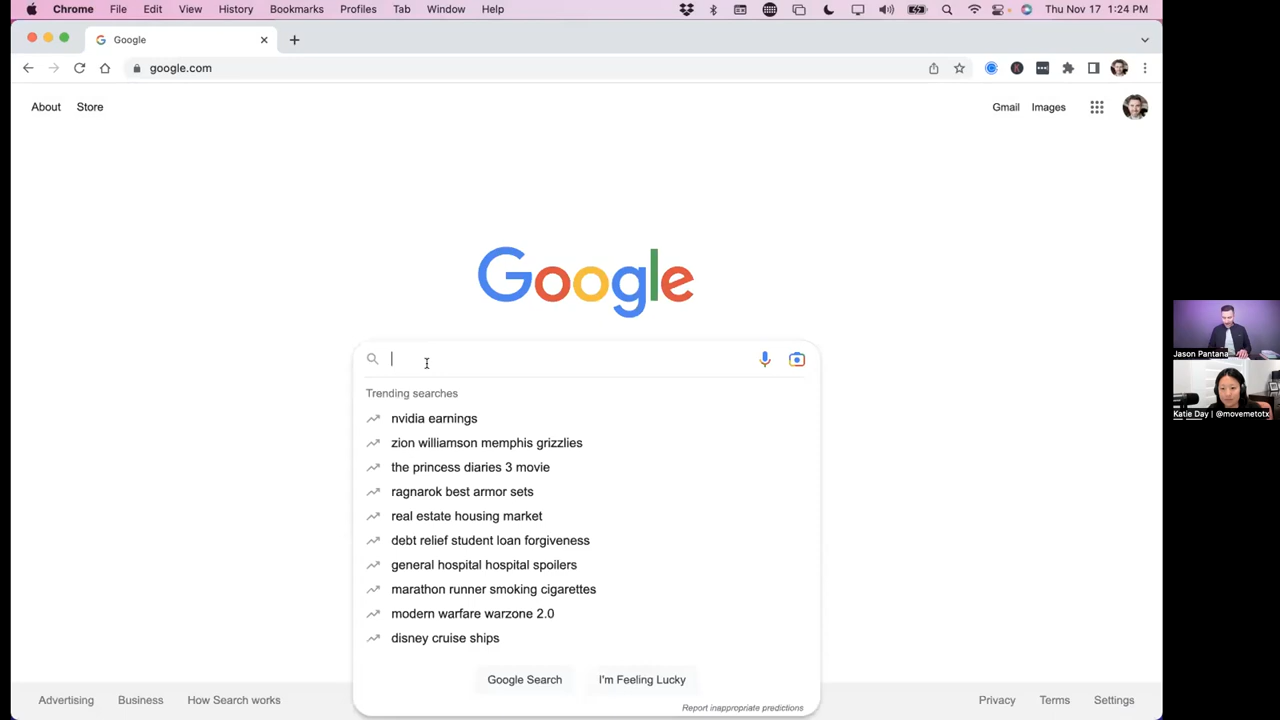 Chrome File Edit View History Bookmarks Profiles Tab Window Help Thu Nov 17 1:24 PM
Google
google.com
About Store Gmail Images
Google
Trending searches
nvidia earnings
zion williamson memphis grizzlies
the princess diaries 3 movie
ragnarok best armor sets
real estate housing market
debt relief student loan forgiveness
general hospital hospital spoilers
marathon runner smoking cigarettes
modern warfare warzone 2.0
disney cruise ships
Google Search I'm Feeling Lucky
Report inappropriate predictions
Advertising Business How Search works Privacy Terms Settings
Jason Pantana
Katie Day | @movemetotx